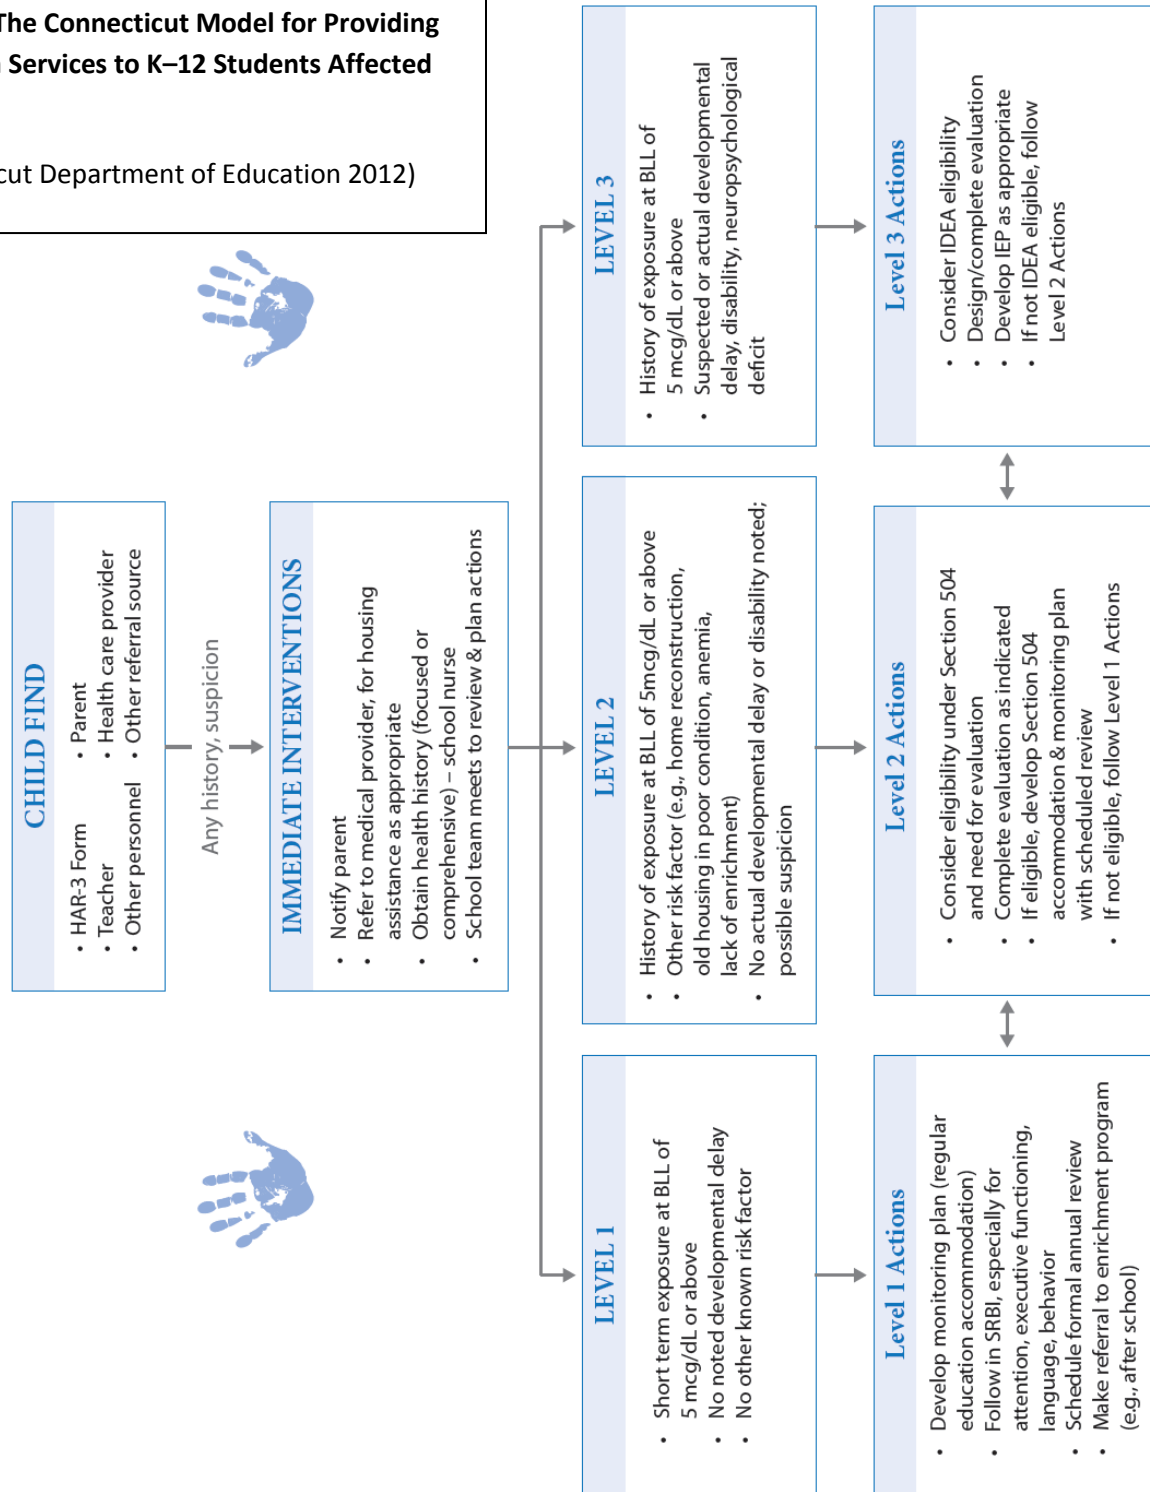 The Connecticut Model for Providing
Services to K–12 Students Affected
Department of Education 2012)
CHILD FIND
• HAR-3 Form
• Teacher
• Other personnel
• Parent
• Health care provider
• Other referral source
Any history, suspicion
IMMEDIATE INTERVENTIONS
• Notify parent
• Refer to medical provider, for housing
assistance as appropriate
• Obtain health history (focused or
comprehensive) – school nurse
• School team meets to review & plan actions
LEVEL 1
• Short term exposure at BLL of
5 mcg/dL or above
• No noted developmental delay
• No other known risk factor
LEVEL 2
• History of exposure at BLL of 5mcg/dL or above
• Other risk factor (e.g., home reconstruction,
old housing in poor condition, anemia,
lack of enrichment)
• No actual developmental delay or disability noted;
possible suspicion
LEVEL 3
• History of exposure at BLL of
5 mcg/dL or above
• Suspected or actual developmental
delay, disability, neuropsychological
deficit
Level 1 Actions
• Develop monitoring plan (regular
education accommodation)
• Follow in SRBI, especially for
attention, executive functioning,
language, behavior
• Schedule formal annual review
• Make referral to enrichment program
(e.g., after school)
Level 2 Actions
• Consider eligibility under Section 504
and need for evaluation
• Complete evaluation as indicated
• If eligible, develop Section 504
accommodation & monitoring plan
with scheduled review
• If not eligible, follow Level 1 Actions
Level 3 Actions
• Consider IDEA eligibility
• Design/complete evaluation
• Develop IEP as appropriate
• If not IDEA eligible, follow
Level 2 Actions